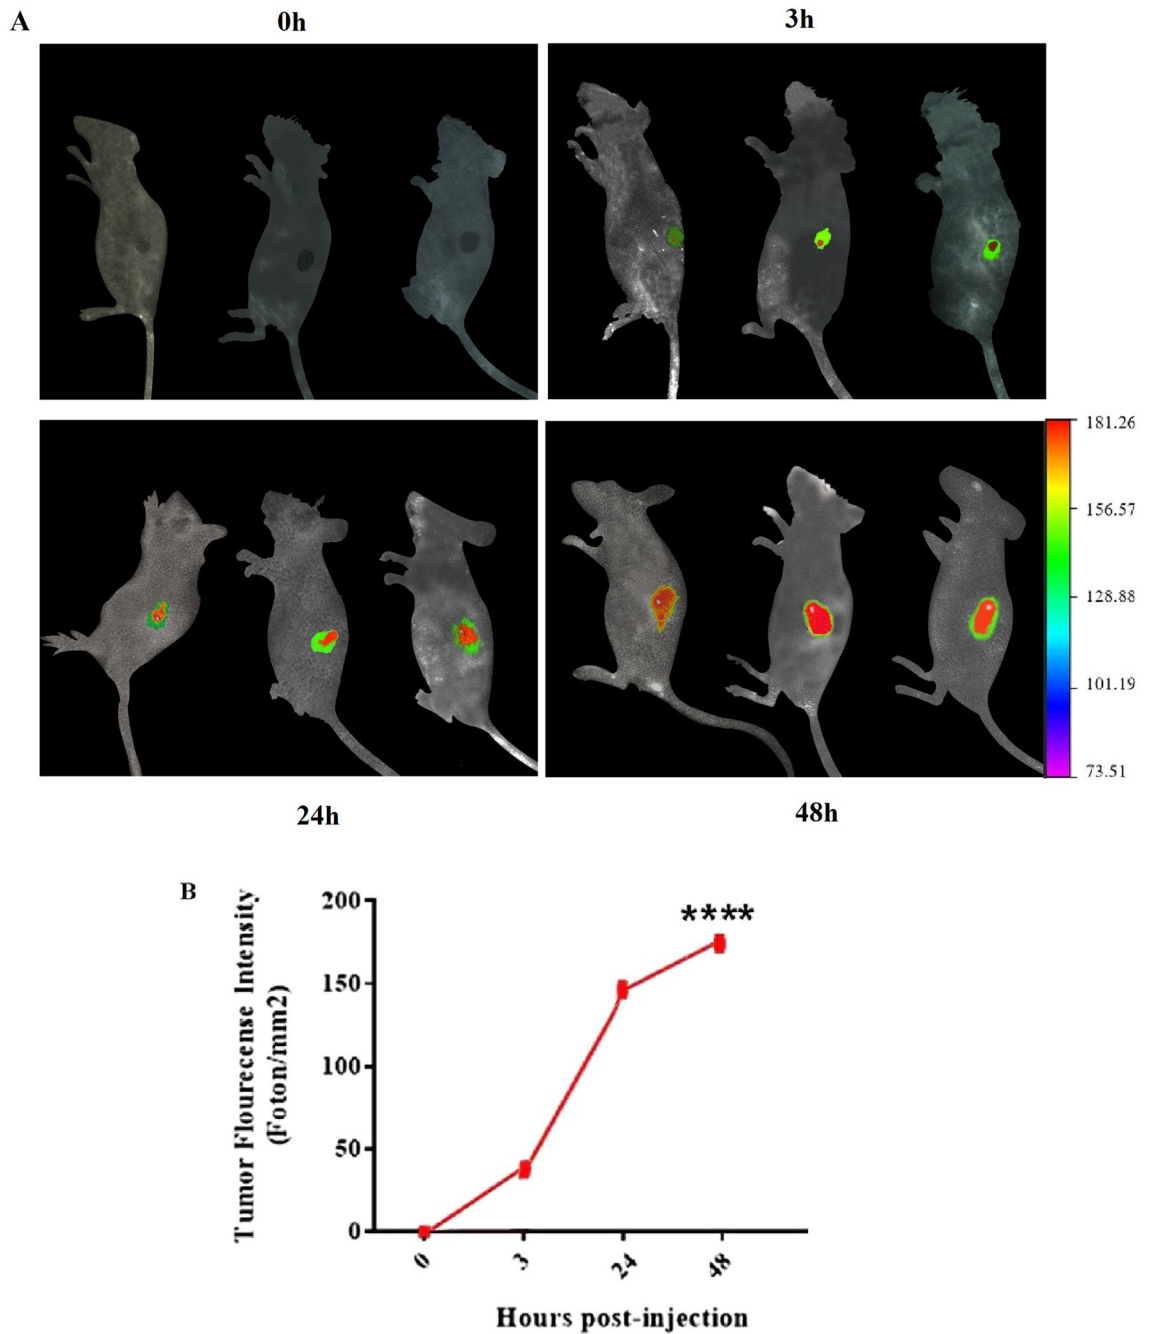 A
0h
3h
181.26
156.57
128.88
101.19
73.51
24h
48h
B
Tumor Flourecense Intensity
(Foton/mm2)
200
150
100
50
0
****
0
3
24
48
Hours post-injection